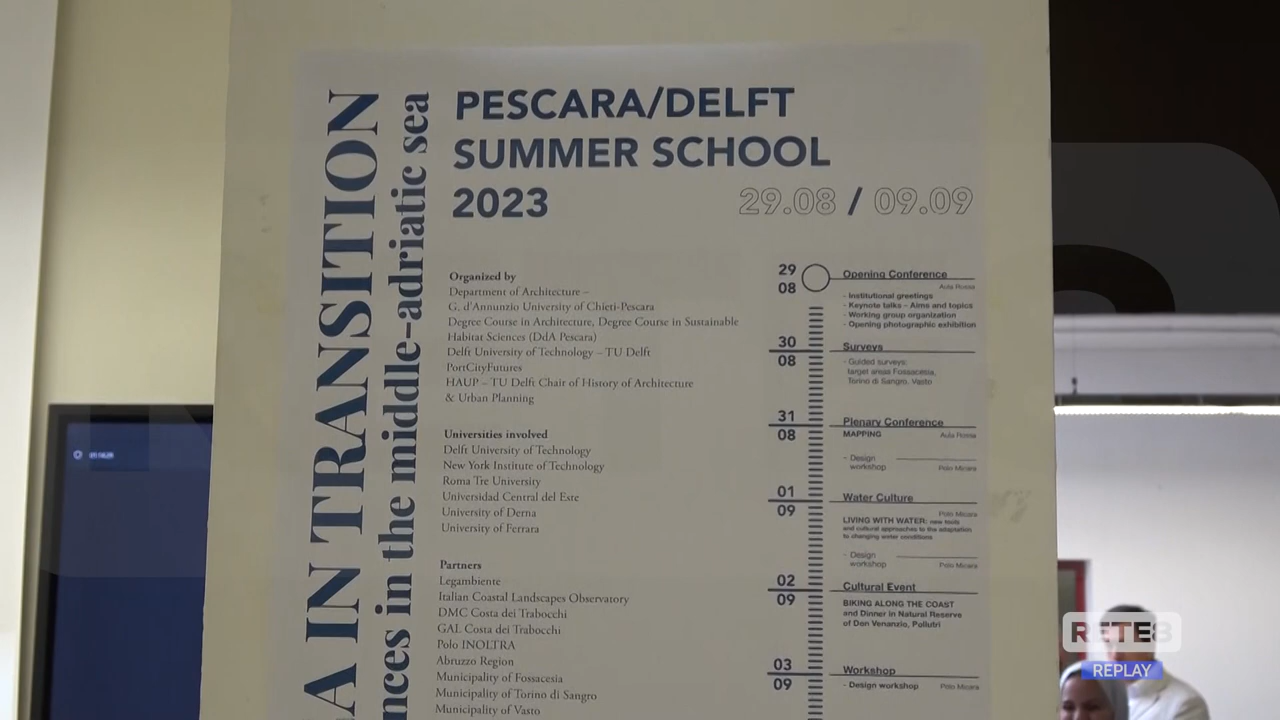 A IN TRANSITION
nces in the middle-adriatic sea
PESCARA/DELFT
SUMMER SCHOOL
2023
29.08 / 09.09
Organized by
Department of Architecture –
G. d'Annunzio University of Chieti-Pescara
Degree Course in Architecture, Degree Course in Sustainable
Habitat Sciences (DdA Pescara)
Delft University of Technology – TU Delft
PortCityFutures
HAUP – TU Delft Chair of History of Architecture
& Urban Planning
Universities involved
Delft University of Technology
New York Institute of Technology
Roma Tre University
Universidad Central del Este
University of Derna
University of Ferrara
Partners
Legambiente
Italian Coastal Landscapes Observatory
DMC Costa dei Trabocchi
GAL Costa dei Trabocchi
Polo INOLTRA
Abruzzo Region
Municipality of Fossacesia
Municipality of Torino di Sangro
Municipality of Vasto
29
08
Opening Conference
Aula Rossa
- Institutional greetings
- Keynote talks - Aims and topics
- Working group organization
- Opening photographic exhibition
30
08
Surveys
- Guided surveys:
target areas Fossacesia,
Torino di Sangro, Vasto
31
08
Plenary Conference
MAPPING
Aula Rossa
- Design
workshop
Polo Micara
01
09
Water Culture
Polo Micara
LIVING WITH WATER: new tools
and cultural approaches to the adaptation
to changing water conditions
- Design
workshop
Polo Micara
02
09
Cultural Event
BIKING ALONG THE COAST
and Dinner in Natural Reserve
of Don Venanzio, Pollutri
03
09
Workshop
- Design workshop
Polo Micara
RETE8
REPLAY